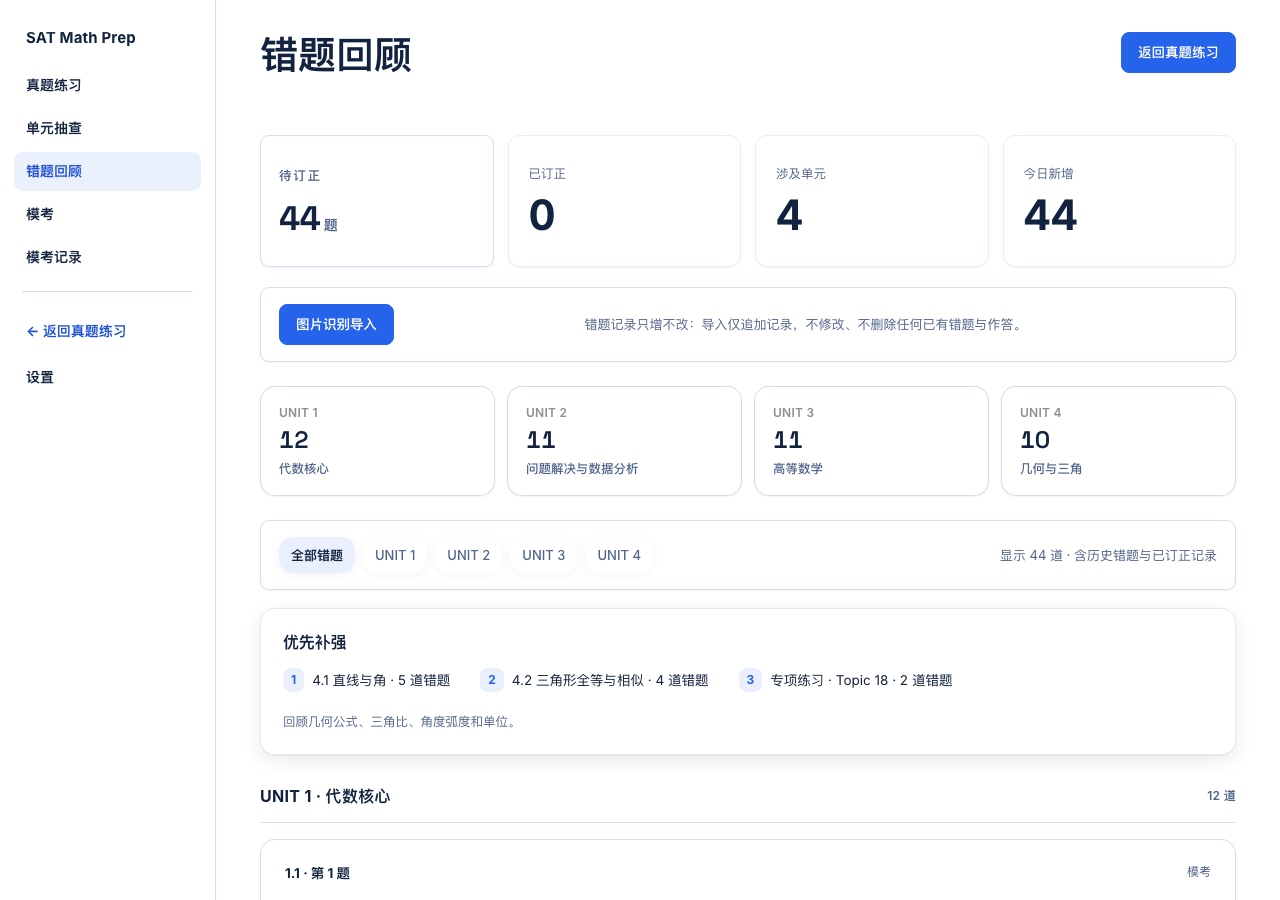 SAT Math Prep
真题练习
单元抽查
错题回顾
模考
模考记录
← 返回真题练习
设置
错题回顾
返回真题练习
待订正
44 题
已订正
0
涉及单元
4
今日新增
44
图片识别导入
错题记录只增不改：导入仅追加记录，不修改、不删除任何已有错题与作答。
UNIT 1
12
代数核心
UNIT 2
11
问题解决与数据分析
UNIT 3
11
高等数学
UNIT 4
10
几何与三角
全部错题 UNIT 1 UNIT 2 UNIT 3 UNIT 4
显示 44 道 · 含历史错题与已订正记录
优先补强
1 4.1 直线与角 · 5 道错题 2 4.2 三角形全等与相似 · 4 道错题 3 专项练习 · Topic 18 · 2 道错题
回顾几何公式、三角比、角度弧度和单位。
UNIT 1 · 代数核心
12 道
1.1 · 第 1 题
模考